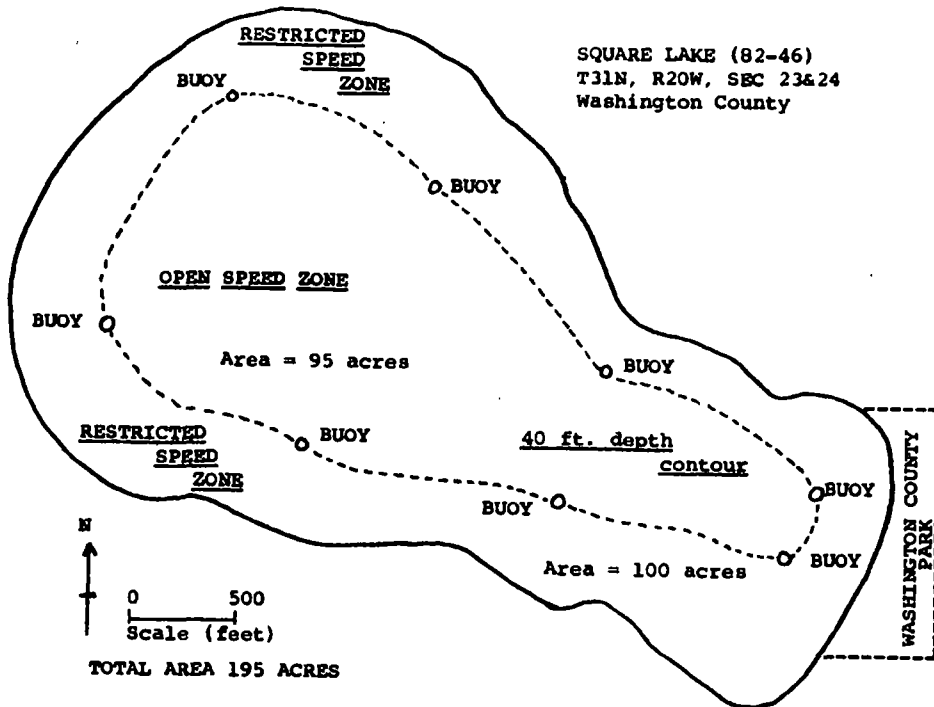 RESTRICTED
SPEED
ZONE
SQUARE LAKE (82-46)
T31N, R20W, SEC 23&24
Washington County
BUOY
BUOY
OPEN SPEED ZONE
BUOY
Area = 95 acres
BUOY
RESTRICTED
SPEED
ZONE
BUOY
40 ft. depth
contour
BUOY
BUOY
BUOY
Area = 100 acres
WASHINGTON COUNTY
PARK
N
0 500
Scale (feet)
TOTAL AREA 195 ACRES